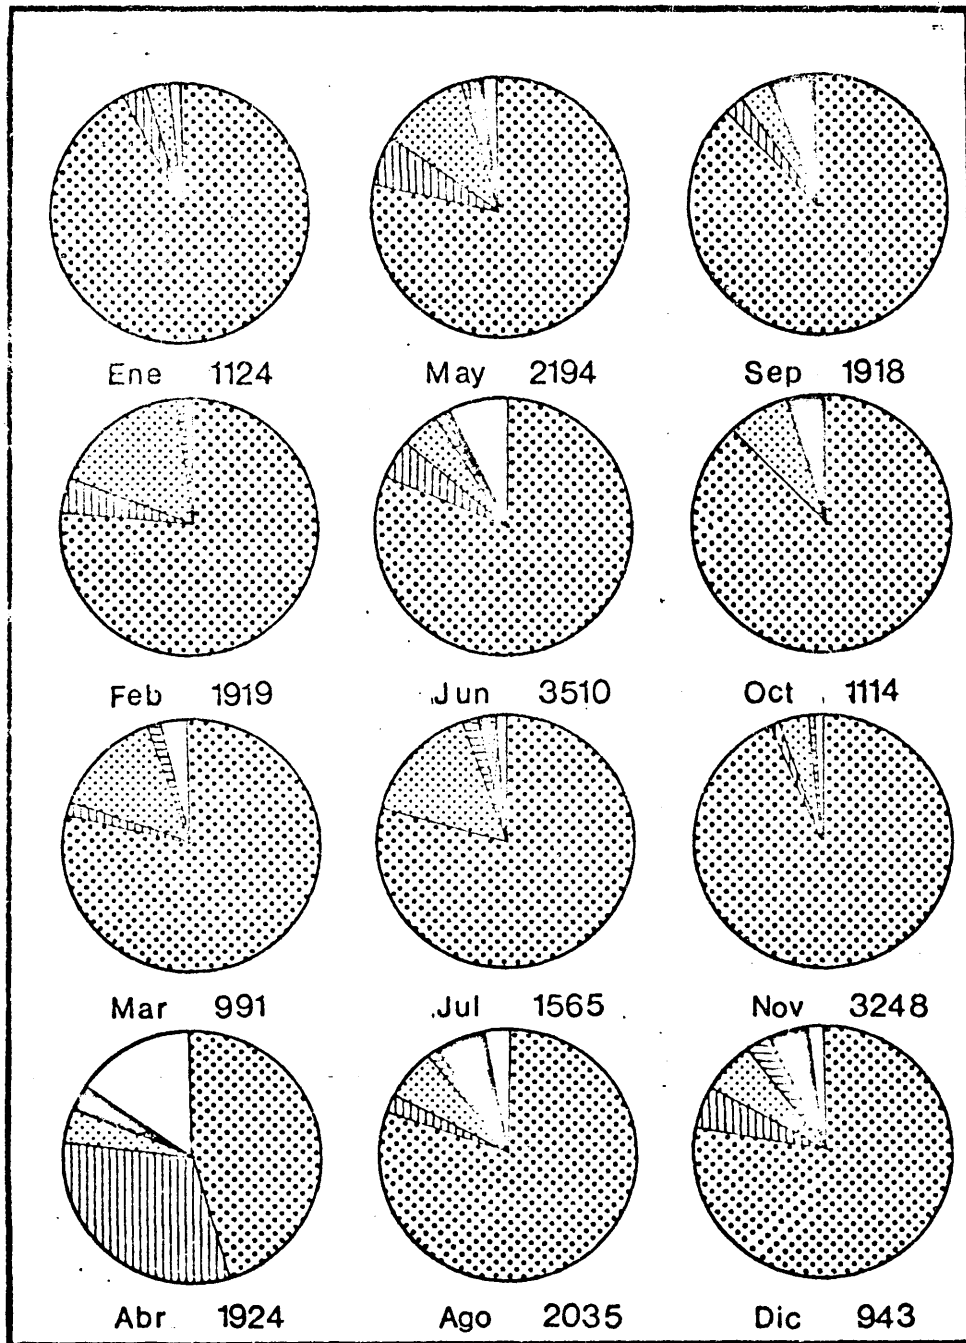 Ene 1124
May 2194
Sep 1918
Feb 1919
Jun 3510
Oct 1114
Mar 991
Jul 1565
Nov 3248
Abr 1924
Ago 2035
Dic 943